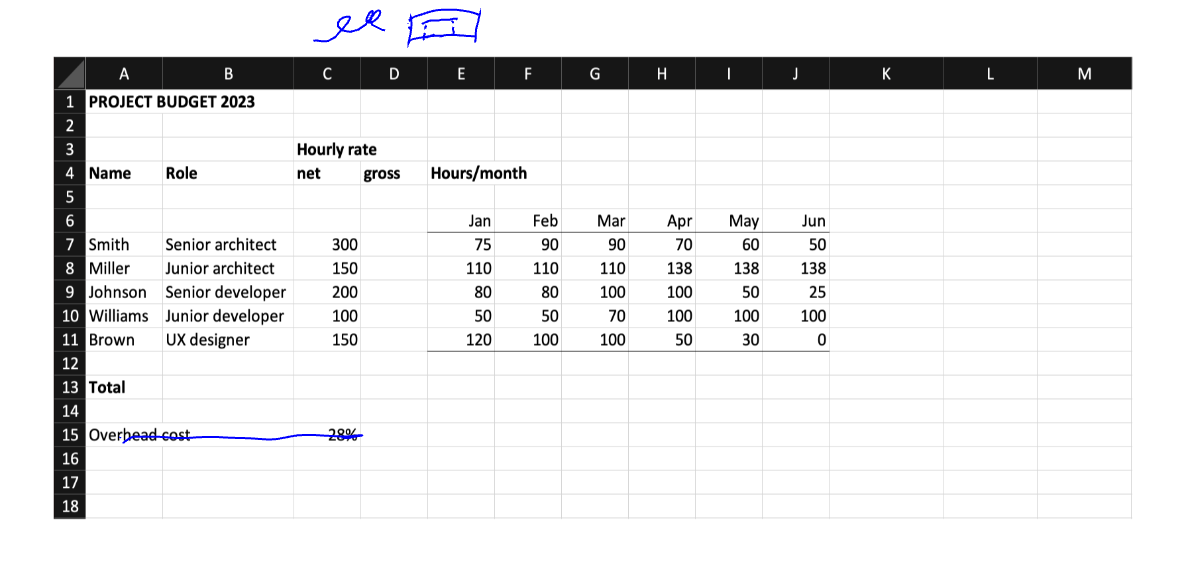 A B C D E F G H I J K L M
1 PROJECT BUDGET 2023
2
3 Hourly rate
4 Name Role net gross Hours/month
5
6 Jan Feb Mar Apr May Jun
7 Smith Senior architect 300 75 90 90 70 60 50
8 Miller Junior architect 150 110 110 110 138 138 138
9 Johnson Senior developer 200 80 80 100 100 50 25
10 Williams Junior developer 100 50 50 70 100 100 100
11 Brown UX designer 150 120 100 100 50 30 0
12
13 Total
14
15 Overhead cost 28%
16
17
18